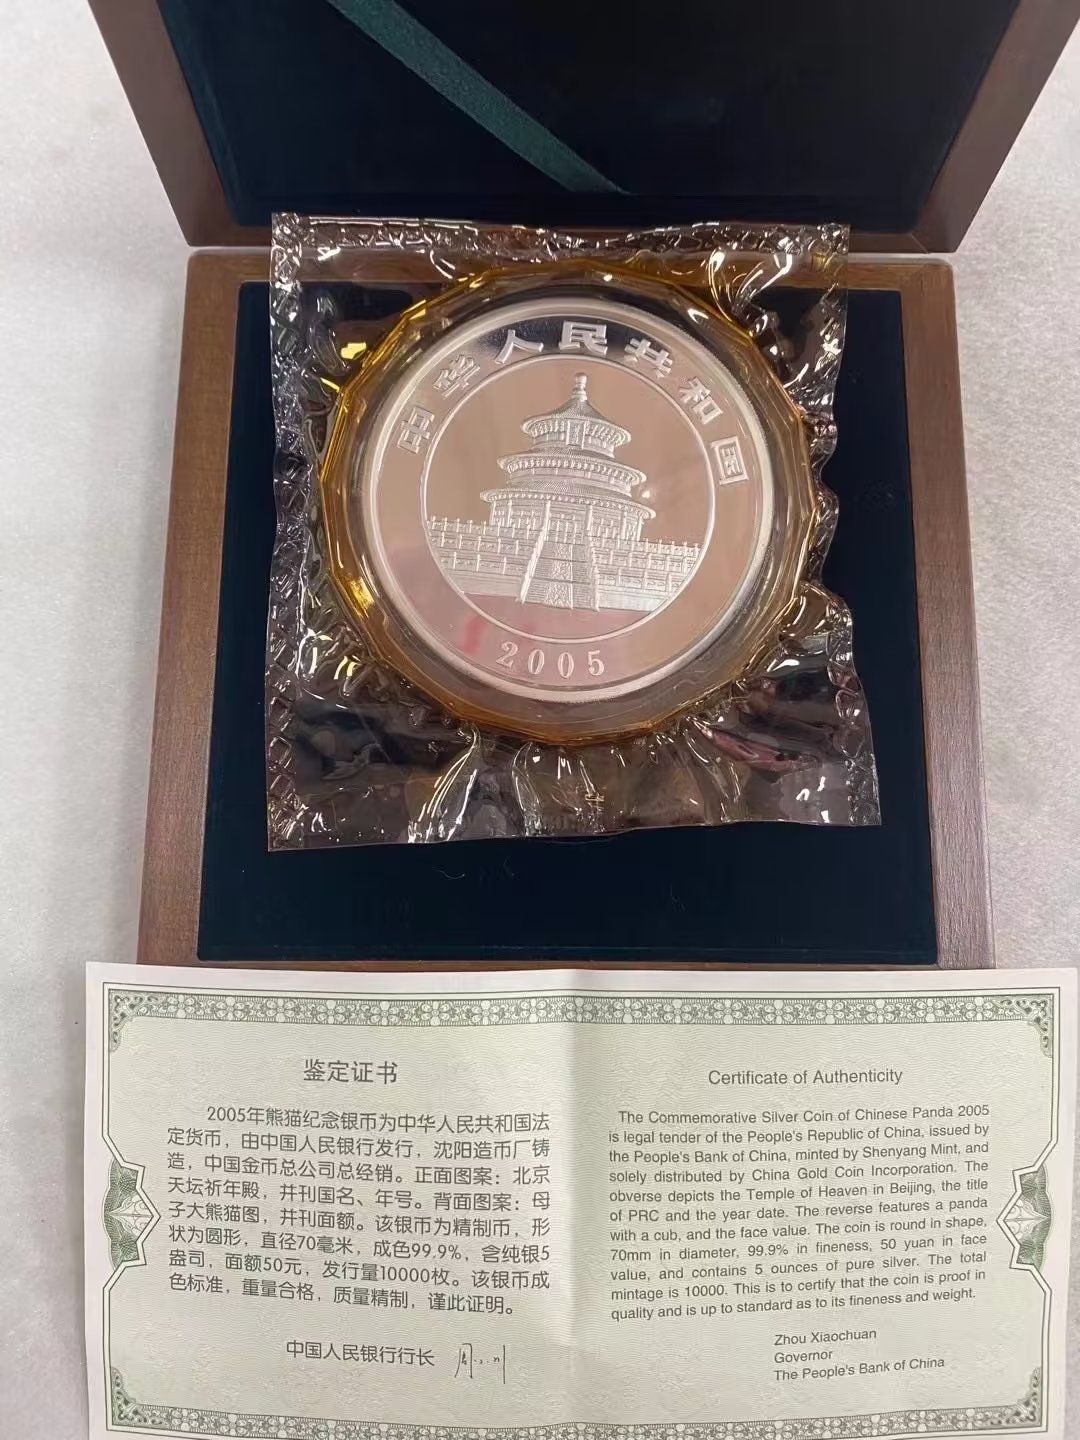 中华人民共和国
2005
鉴定证书
2005年熊猫纪念银币为中华人民共和国法
定货币，由中国人民银行发行，沈阳造币厂铸
造，中国金币总公司总经销。正面图案：北京
天坛祈年殿，并刊国名、年号。背面图案：母
子大熊猫图，并刊面额。该银币为精制币，形
状为圆形，直径70毫米，成色99.9%，含纯银5
盎司，面额50元，发行量10000枚。该银币成
色标准，重量合格，质量精制，谨此证明。
中国人民银行行长
Certificate of Authenticity
The Commemorative Silver Coin of Chinese Panda 2005
is legal tender of the People's Republic of China, issued by
the People's Bank of China, minted by Shenyang Mint, and
solely distributed by China Gold Coin Incorporation. The
obverse depicts the Temple of Heaven in Beijing, the title
of PRC and the year date. The reverse features a panda
with a cub, and the face value. The coin is round in shape,
70mm in diameter, 99.9% in fineness, 50 yuan in face
value, and contains 5 ounces of pure silver. The total
mintage is 10000. This is to certify that the coin is proof in
quality and is up to standard as to its fineness and weight.
Zhou Xiaochuan
Governor
The People's Bank of China